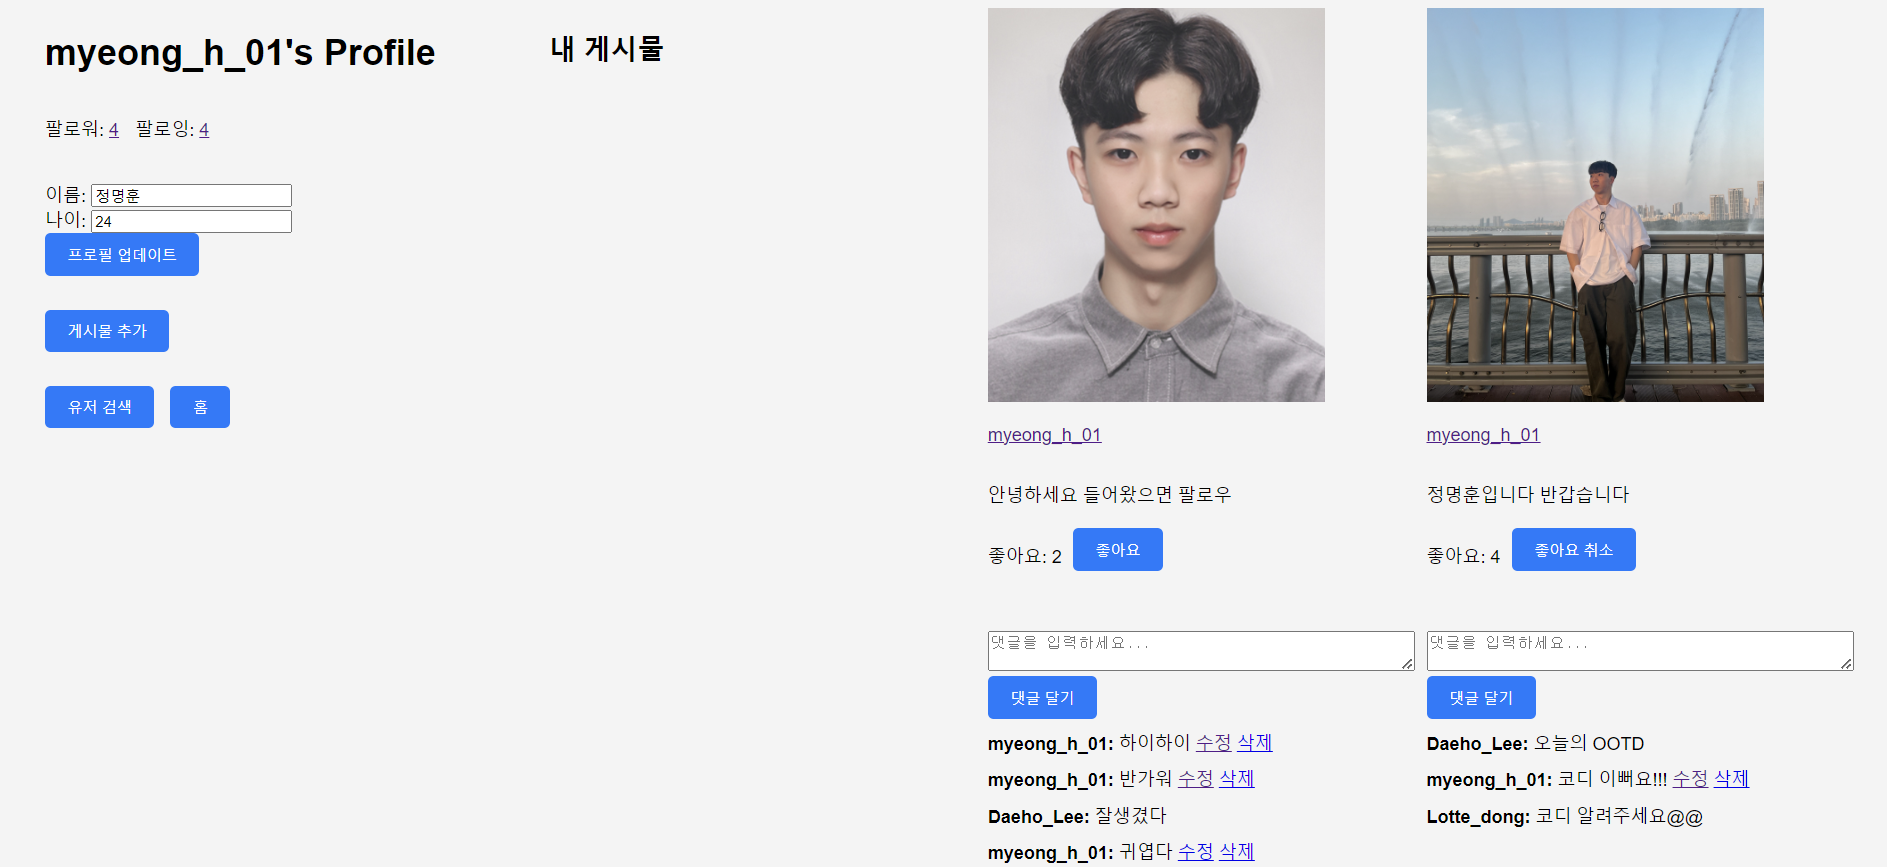 myeong_h_01's Profile
팔로워: 4 팔로잉: 4
이름: 정명훈
나이: 24
프로필 업데이트
게시물 추가
유저 검색 홈
내 게시물
myeong_h_01
안녕하세요 들어왔으면 팔로우
좋아요: 2 좋아요
댓글을 입력하세요...
댓글 달기
myeong_h_01: 하이하이 수정 삭제
myeong_h_01: 반가워 수정 삭제
Daeho_Lee: 잘생겼다
myeong_h_01: 귀엽다 수정 삭제
myeong_h_01
정명훈입니다 반갑습니다
좋아요: 4 좋아요 취소
댓글을 입력하세요...
댓글 달기
Daeho_Lee: 오늘의 OOTD
myeong_h_01: 코디 이뻐요!!! 수정 삭제
Lotte_dong: 코디 알려주세요@@